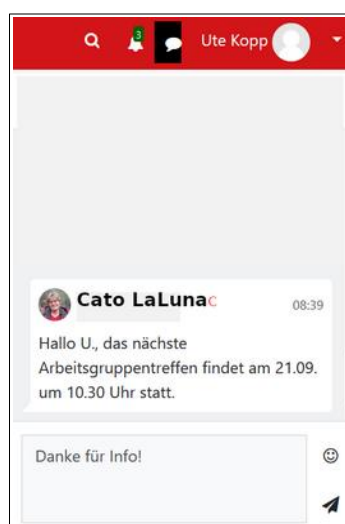 3
Ute Kopp
Cato LaLunac
08:39
Hallo U., das nächste
Arbeitsgruppentreffen findet am 21.09.
um 10.30 Uhr statt.
Danke für Info!